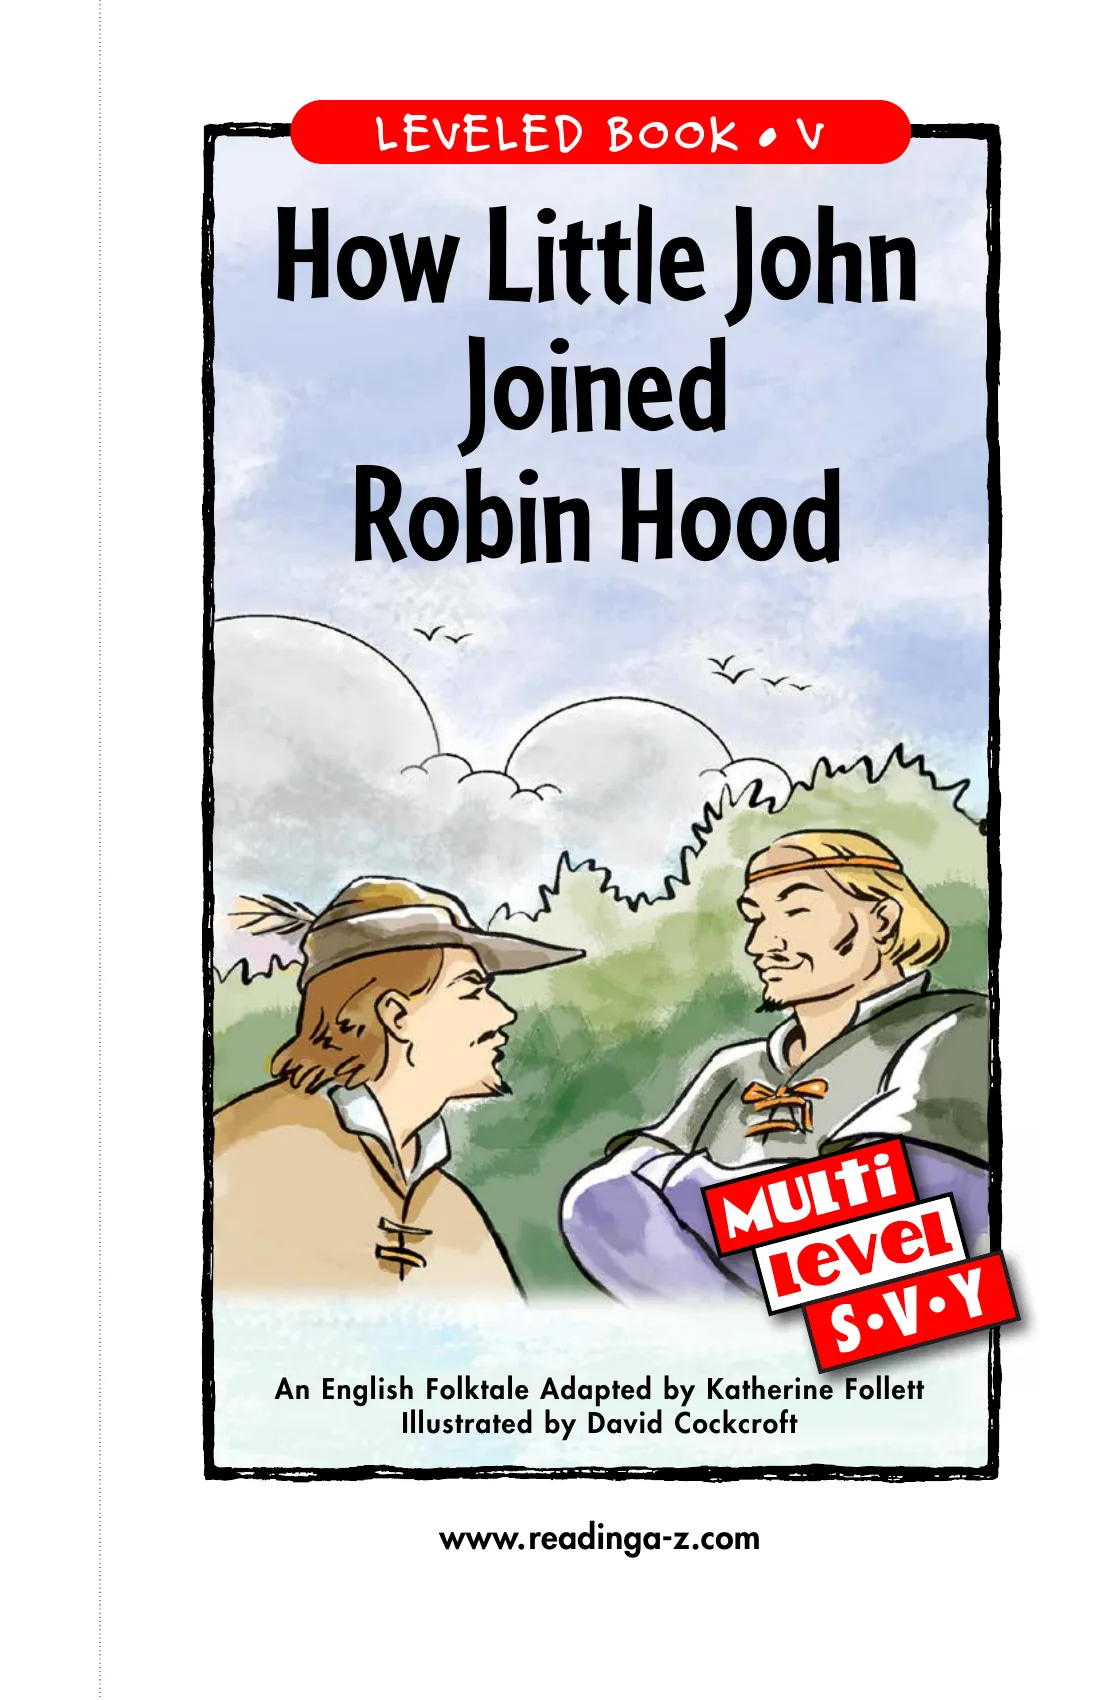 LEVELED BOOK • V
How Little John
Joined
Robin Hood
Multi
level
S•V•Y
An English Folktale Adapted by Katherine Follett
Illustrated by David Cockcroft
www.readinga-z.com